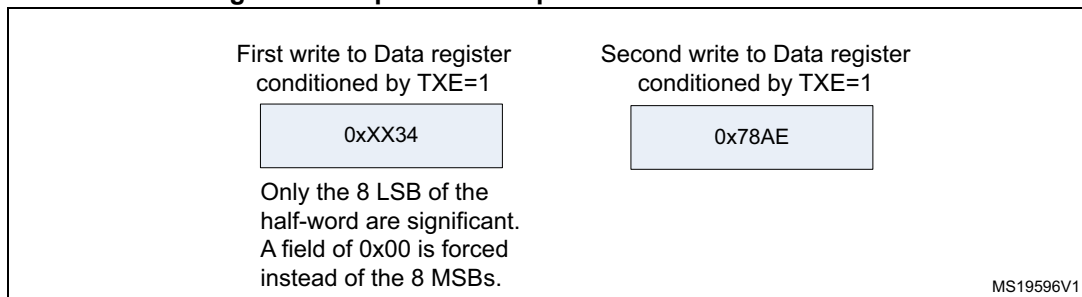 First write to Data register
conditioned by TXE=1
0xXX34
Only the 8 LSB of the
half-word are significant.
A field of 0x00 is forced
instead of the 8 MSBs.
Second write to Data register
conditioned by TXE=1
0x78AE
MS19596V1